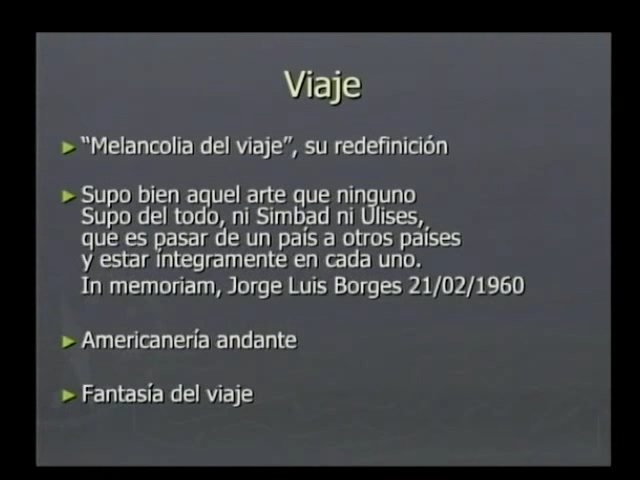 Viaje
"Melancolia del viaje", su redefinición
Supo bien aquel arte que ninguno
Supo del todo, ni Simbad ni Ulises,
que es pasar de un país a otros países
y estar íntegramente en cada uno.
In memoriam, Jorge Luis Borges 21/02/1960
Americanería andante
Fantasía del viaje